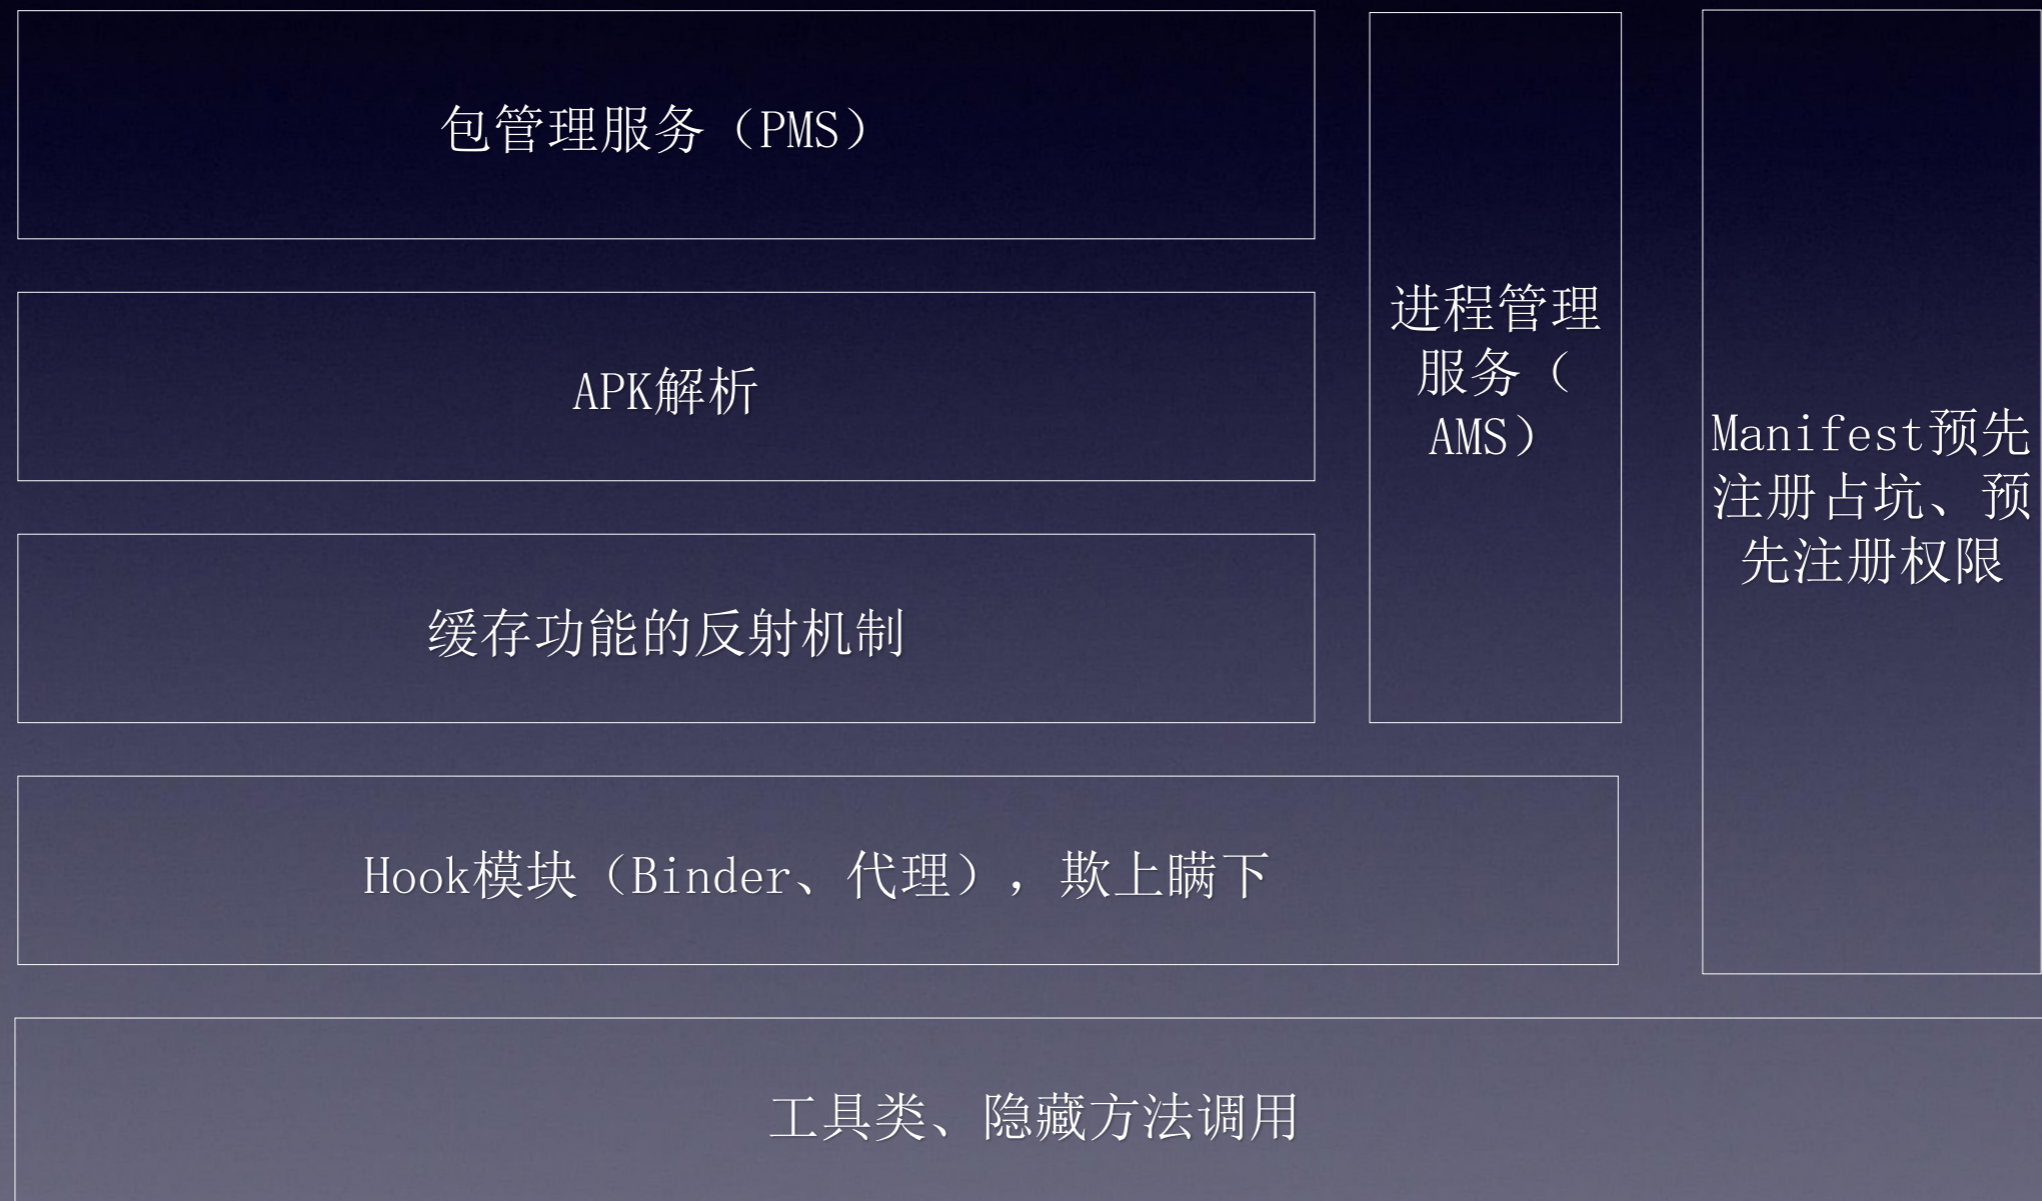 包管理服务（PMS）
APK解析
缓存功能的反射机制
Hook模块（Binder、代理），欺上瞒下
进程管理
服务（
AMS）
Manifest预先
注册占坑、预
先注册权限
工具类、隐藏方法调用